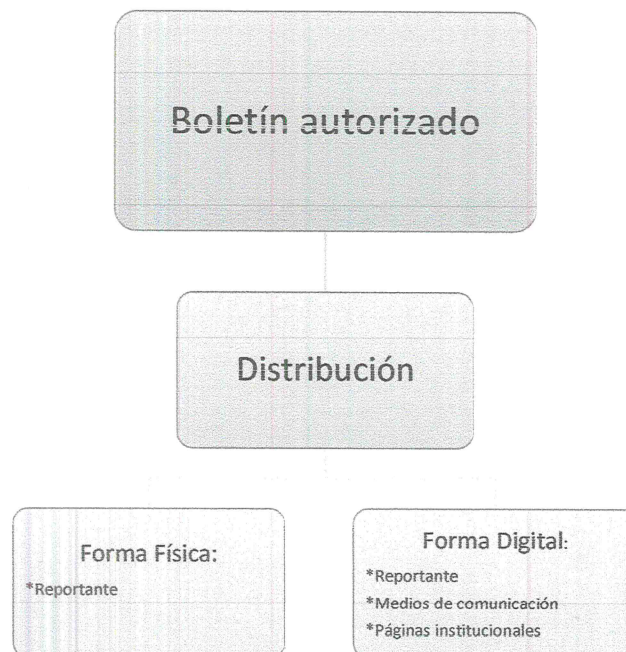 Boletín autorizado
Distribución
Forma Física:
*Reportante
Forma Digital:
*Reportante
*Medios de comunicación
*Páginas institucionales